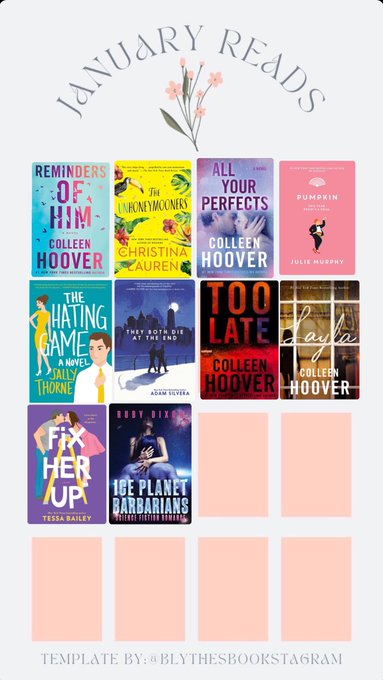 JANUARY READS
REMINDERS
OF
HIM
A NOVEL
COLLEEN
HOOVER
THE
UNHONEYMOONERS
CHRISTINA
LAUREN
A NOVEL
ALL
YOUR
PERFECTS
COLLEEN
HOOVER
PUMPKIN
JULIE MURPHY
THE
HATING
GAME
A NOVEL
SALLY
THORNE
THEY BOTH DIE
AT THE END
ADAM SILVERA
TOO
LATE
COLLEEN
HOOVER
Layla
COLLEEN
HOOVER
FIX
HER
UP
TESSA BAILEY
RUBY DIXON
ICE PLANET
BARBARIANS
SCIENCE FICTION ROMANCE
TEMPLATE BY:@BLYTHESBOOKSTAGRAM